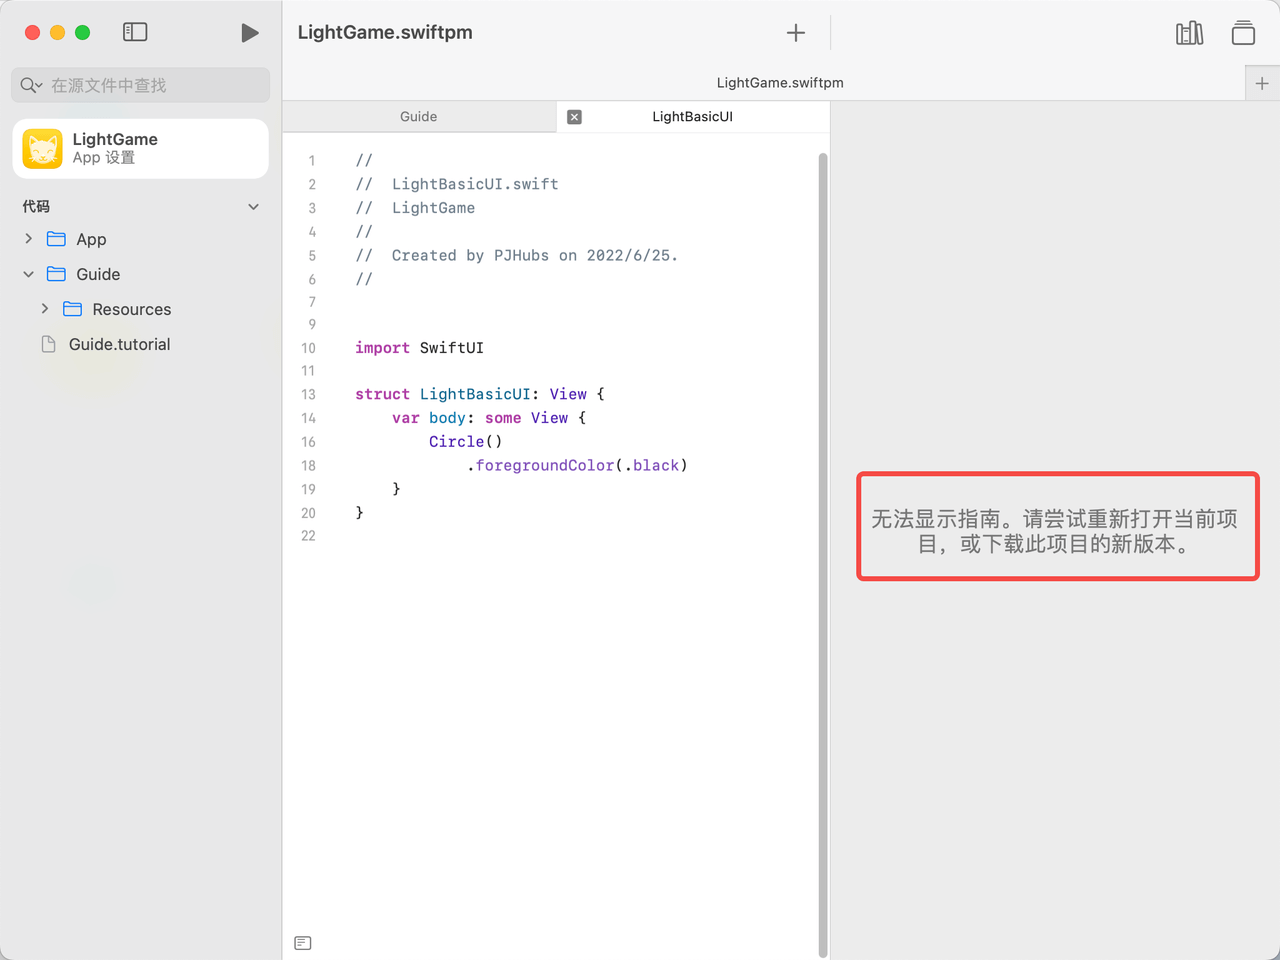 LightGame.swiftpm
在源文件中查找
LightGame
App 设置
代码
App
Guide
Resources
Guide.tutorial
LightGame.swiftpm
Guide
LightBasicUI
1 //
2 // LightBasicUI.swift
3 // LightGame
4 //
5 // Created by PJHubs on 2022/6/25.
6 //
7
9
10 import SwiftUI
11
13 struct LightBasicUI: View {
14 var body: some View {
16 Circle()
18 .foregroundColor(.black)
19 }
20 }
22
无法显示指南。请尝试重新打开当前项
目，或下载此项目的新版本。